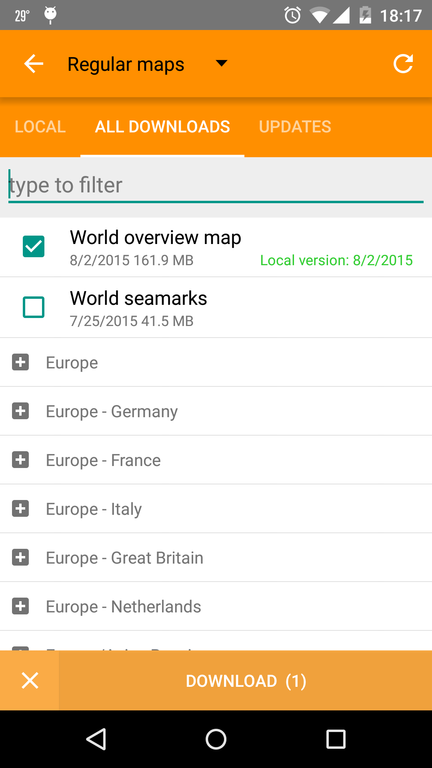 29° 18:17
Regular maps
LOCAL ALL DOWNLOADS UPDATES
type to filter
World overview map
8/2/2015 161.9 MB Local version: 8/2/2015
World seamarks
7/25/2015 41.5 MB
Europe
Europe - Germany
Europe - France
Europe - Italy
Europe - Great Britain
Europe - Netherlands
DOWNLOAD (1)